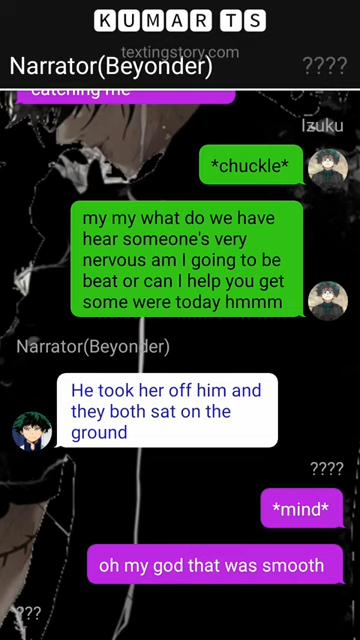 KUMAR TS
textingstory.com
Narrator(Beyonder)
????
catching me
Izuku
*chuckle*
my my what do we have
hear someone's very
nervous am I going to be
beat or can I help you get
some were today hmmm
Narrator(Beyonder)
He took her off him and
they both sat on the
ground
????
*mind*
oh my god that was smooth
???